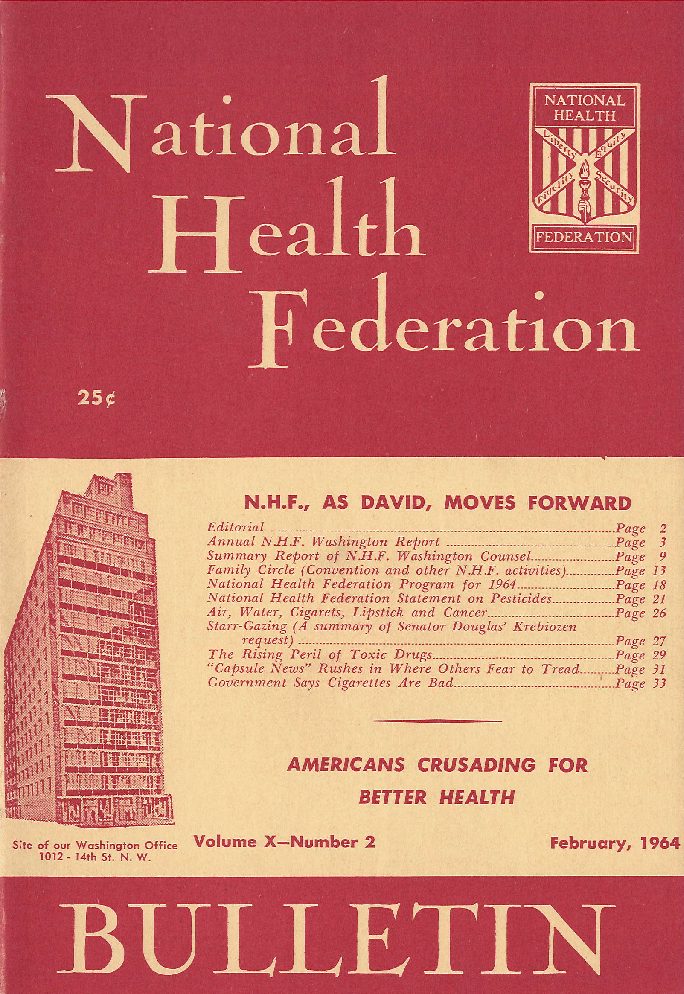 National
Health
Federation
NATIONAL
HEALTH
FEDERATION
25¢
N.H.F., AS DAVID, MOVES FORWARD
Editorial Page 2
Annual N.H.F. Washington Report Page 3
Summary Report of N.H.F. Washington Counsel Page 9
Family Circle (Convention and other N.H.F. activities) Page 13
National Health Federation Program for 1964 Page 18
National Health Federation Statement on Pesticides Page 21
Air, Water, Cigarets, Lipstick and Cancer Page 26
Starr-Gazing (A summary of Senator Douglas' Krebiozen
request) Page 27
The Rising Peril of Toxic Drugs Page 29
"Capsule News" Rushes in Where Others Fear to Tread Page 31
Government Says Cigarettes Are Bad Page 33
AMERICANS CRUSADING FOR
BETTER HEALTH
Site of our Washington Office
1012 - 14th St. N. W.
Volume X—Number 2
February, 1964
BULLETIN